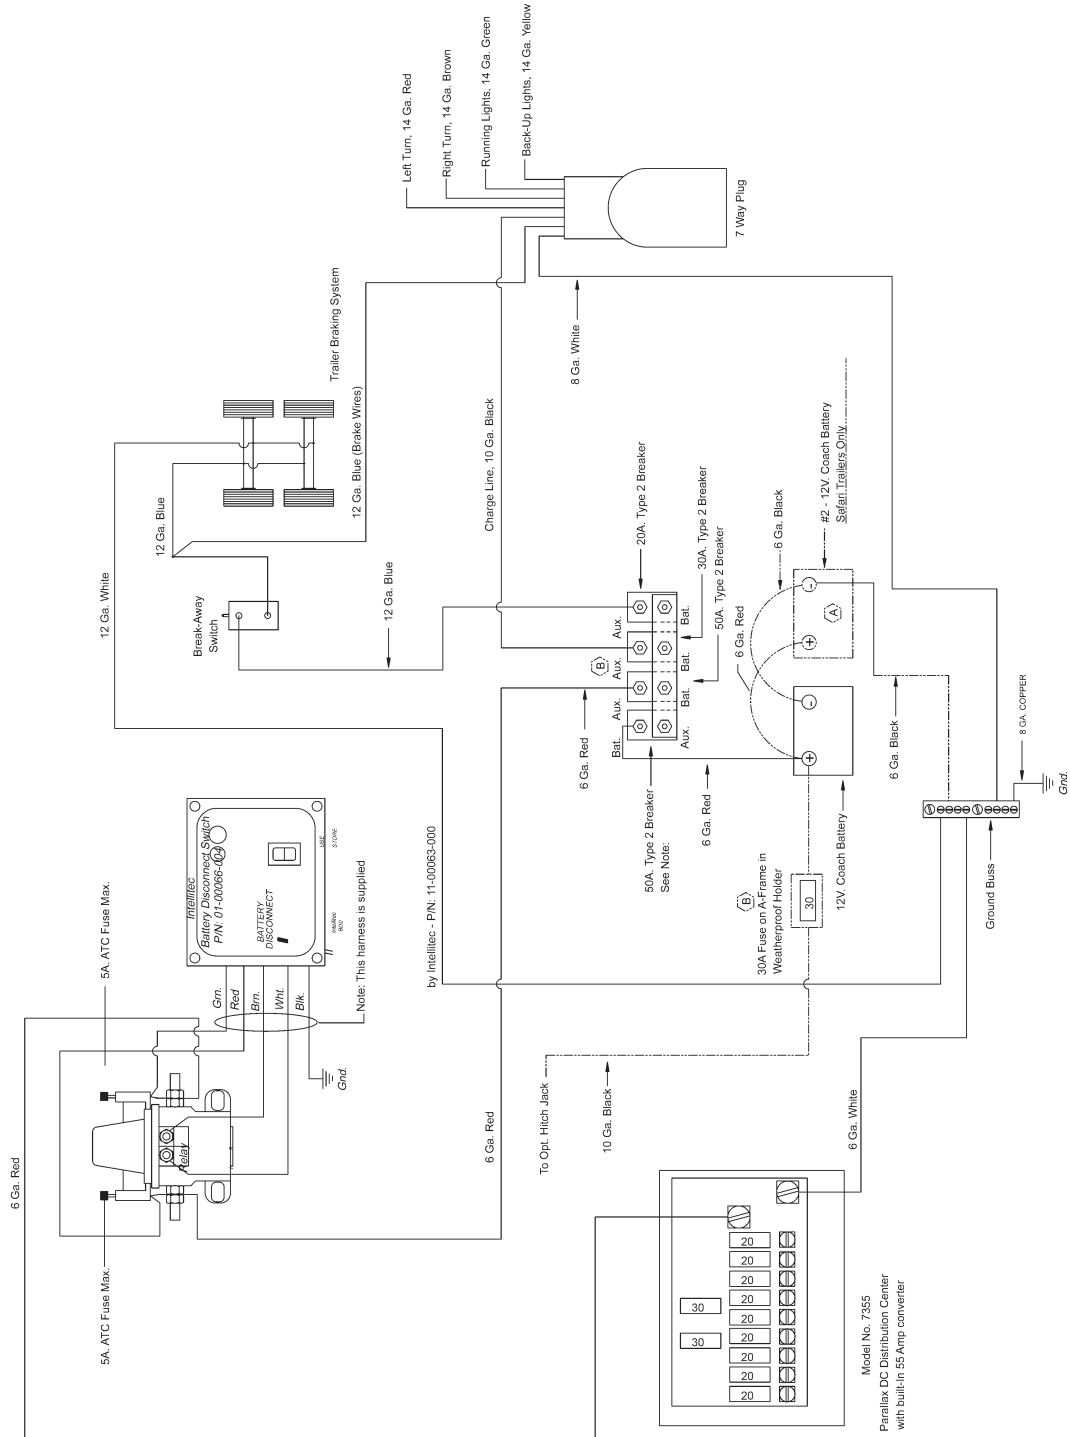 Left Turn, 14 Ga. Red
Right Turn, 14 Ga. Brown
Running Lights, 14 Ga. Green
Back-Up Lights, 14 Ga. Yellow
7 Way Plug
8 Ga. White
Trailer Braking System
12 Ga. Blue (Brake Wires)
Charge Line, 10 Ga. Black
12 Ga. Blue
12 Ga. White
Break-Away
Switch
12 Ga. Blue
20A. Type 2 Breaker
30A. Type 2 Breaker
50A. Type 2 Breaker
Aux.
Aux.
Aux.
Bat.
Bat.
Bat.
Bat.
Aux.
B
6 Ga. Red
50A. Type 2 Breaker
See Note:
6 Ga. Red
6 Ga. Red
6 Ga. Black
#2 - 12V. Coach Battery
Safari Trailers Only
A
+
-
+
-
12V. Coach Battery
6 Ga. Black
8 GA. COPPER
Gnd.
Ground Buss
B
30A Fuse on A-Frame in
Weatherproof Holder
30
To Opt. Hitch Jack
10 Ga. Black
6 Ga. White
Intellitec
Battery Disconnect Switch
P/N: 01-00066-004
BATTERY
DISCONNECT
USE
STORE
Intellitec
Grn.
Red
Brn.
Wht.
Blk.
Gnd.
Note: This harness is supplied
by Intellitec - P/N: 11-00063-000
5A. ATC Fuse Max.
5A. ATC Fuse Max.
Relay
6 Ga. Red
6 Ga. Red
30
30
20
20
20
20
20
20
20
20
20
Model No. 7355
Parallax DC Distribution Center
with built-In 55 Amp converter